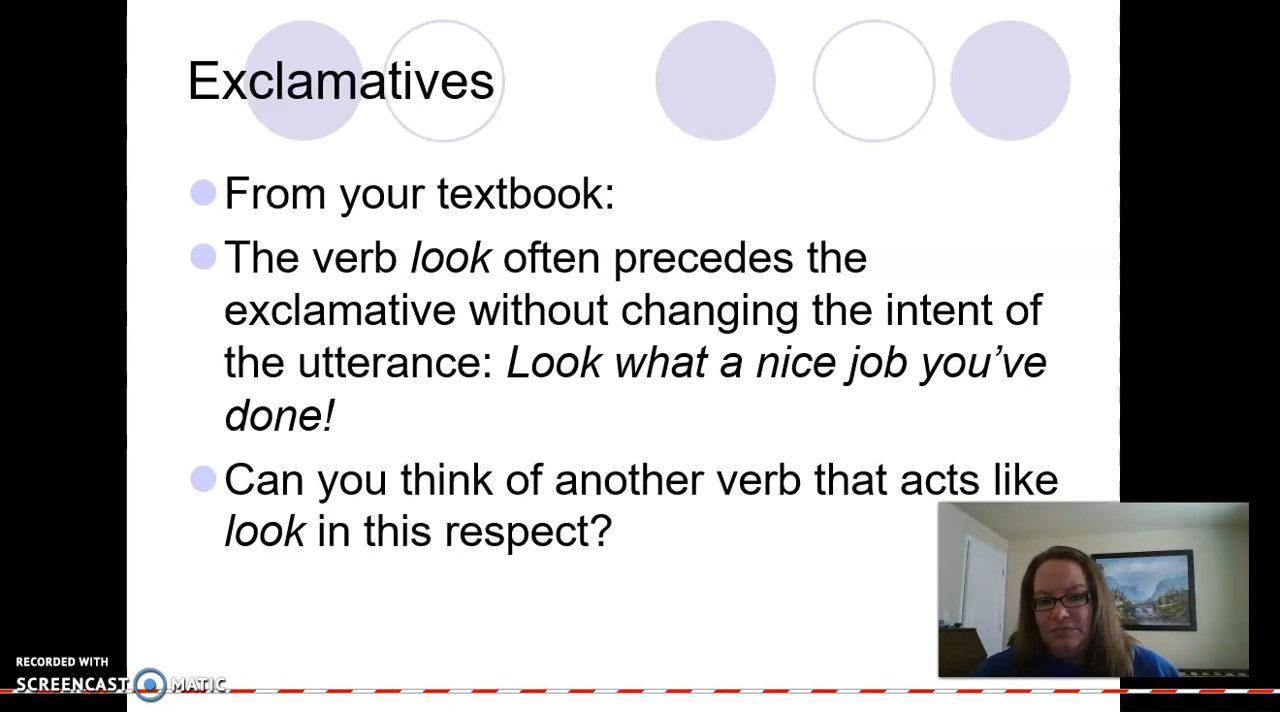 Exclamatives
From your textbook:
The verb look often precedes the
exclamative without changing the intent of
the utterance: Look what a nice job you've
done!
Can you think of another verb that acts like
look in this respect?
RECORDED WITH
SCREENCAST MATIC